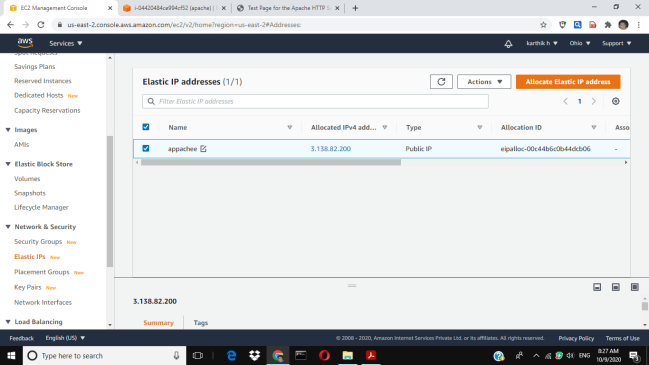 EC2 Management Console
i-04420484ca994cf52 (apache) |
Test Page for the Apache HTTP S
us-east-2.console.aws.amazon.com/ec2/v2/home?region=us-east-2#Addresses:
aws
Services
karthik h
Ohio
Support
Spot Requests
Savings Plans
Reserved Instances
Dedicated Hosts New
Capacity Reservations
Images
AMIs
Elastic Block Store
Volumes
Snapshots
Lifecycle Manager
Network & Security
Security Groups New
Elastic IPs New
Placement Groups New
Key Pairs New
Network Interfaces
Load Balancing
Elastic IP addresses (1/1)
Actions
Allocate Elastic IP address
Filter Elastic IP addresses
1
Name
Allocated IPv4 add...
Type
Allocation ID
Asso
appachee
3.138.82.200
Public IP
eipalloc-00c44b6c0b44dcb06
-
3.138.82.200
Summary
Tags
Feedback
English (US)
© 2008 - 2020, Amazon Internet Services Private Ltd. or its affiliates. All rights reserved.
Privacy Policy
Terms of Use
Type here to search
ENG
8:27 AM
10/9/2020